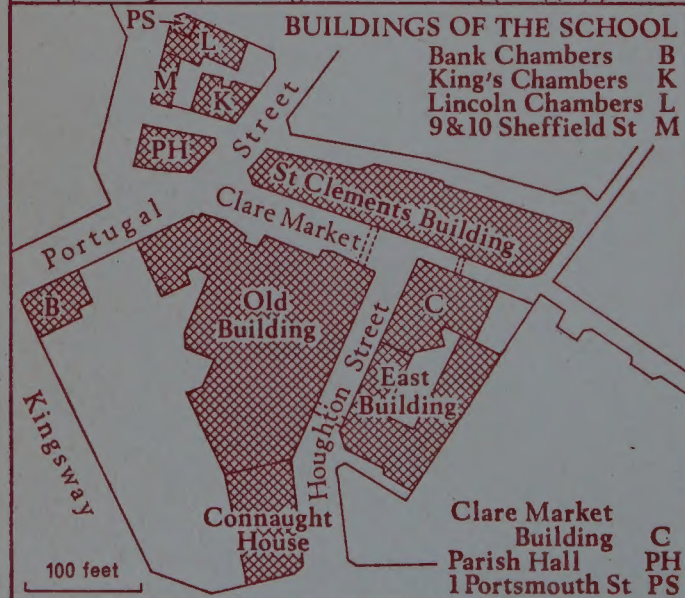 BUILDINGS OF THE SCHOOL
Bank Chambers B
King's Chambers K
Lincoln Chambers L
9&10 Sheffield St M
PS
L
M
K
PH
Street
Portugal
St Clements Building
Clare Market
B
Old
Building
C
East
Building
Houghton Street
Kingsway
Connaught
House
100 feet
Clare Market
Building C
Parish Hall PH
1 Portsmouth St PS